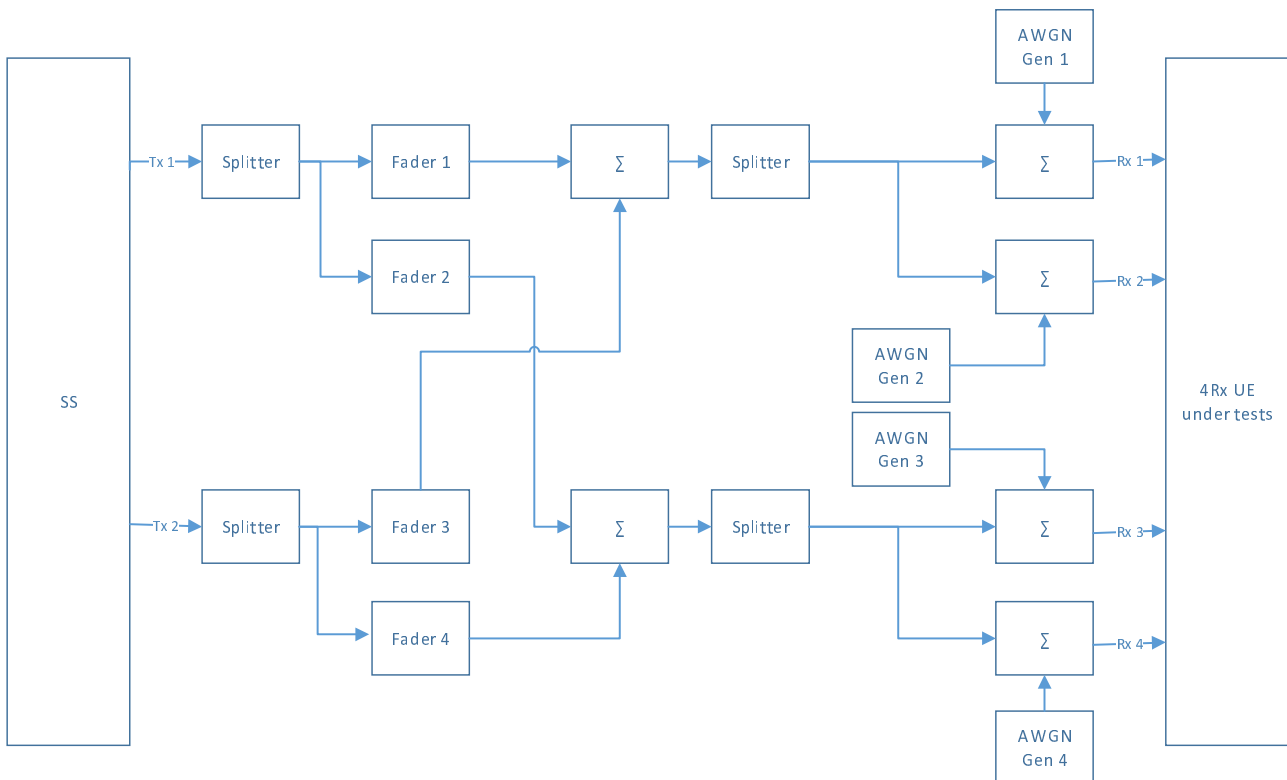 AWGN
Gen 1
Tx 1
Splitter
Fader 1
∑
Splitter
∑
Rx 1
Fader 2
∑
Rx 2
AWGN
Gen 2
SS
4Rx UE
under tests
AWGN
Gen 3
Tx 2
Splitter
Fader 3
∑
Splitter
∑
Rx 3
Fader 4
∑
Rx 4
AWGN
Gen 4